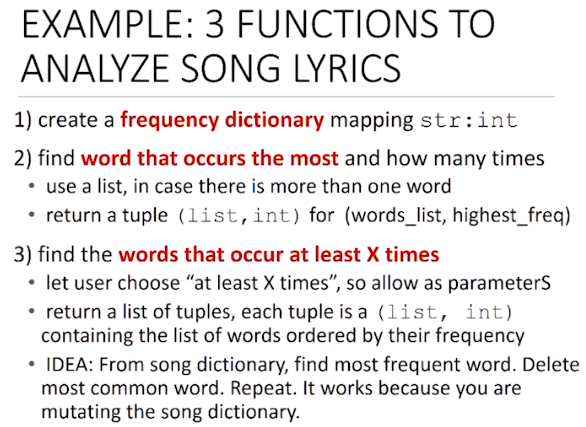 EXAMPLE: 3 FUNCTIONS TO
ANALYZE SONG LYRICS
1) create a frequency dictionary mapping str:int
2) find word that occurs the most and how many times
• use a list, in case there is more than one word
• return a tuple (list,int) for (words_list, highest_freq)
3) find the words that occur at least X times
• let user choose “at least X times”, so allow as parameterS
• return a list of tuples, each tuple is a (list, int)
containing the list of words ordered by their frequency
• IDEA: From song dictionary, find most frequent word. Delete
most common word. Repeat. It works because you are
mutating the song dictionary.